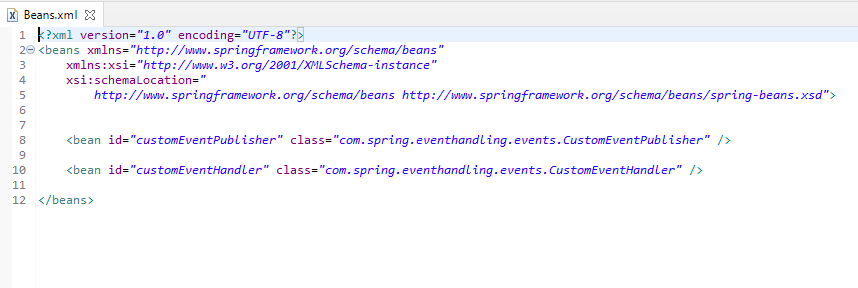 Beans.xml
1 <?xml version="1.0" encoding="UTF-8"?>
2 <beans xmlns="http://www.springframework.org/schema/beans"
3 xmlns:xsi="http://www.w3.org/2001/XMLSchema-instance"
4 xsi:schemaLocation="
5 http://www.springframework.org/schema/beans http://www.springframework.org/schema/beans/spring-beans.xsd">
6
7
8 <bean id="customEventPublisher" class="com.spring.eventhandling.events.CustomEventPublisher" />
9
10 <bean id="customEventHandler" class="com.spring.eventhandling.events.CustomEventHandler" />
11
12 </beans>